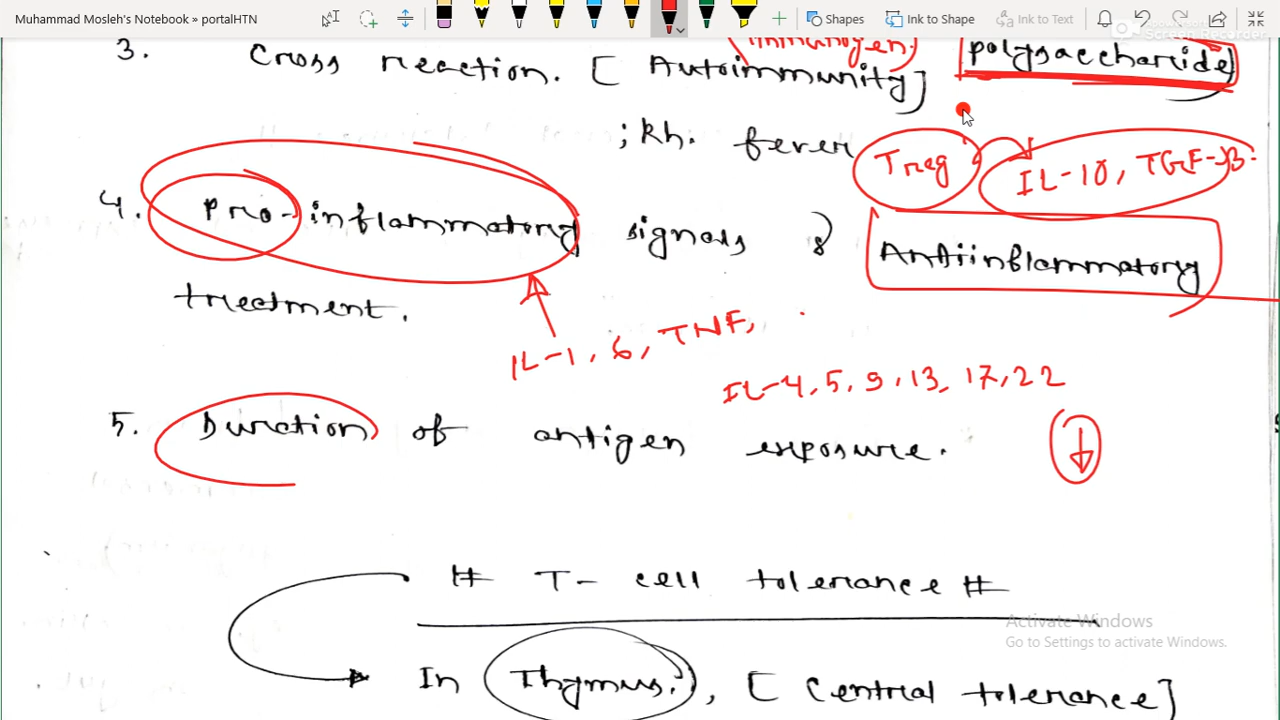 Muhammad Mosleh's Notebook » portalHTN
Shapes Ink to Shape Ink to Text
Screen Recorder
3. Cross reaction. [Autoimmunity] (immunogen) polysaccharide
; Rh. fever
Treg IL-10, TGF-β
4. Pro-inflammatory signals & Antiinflammatory
treatment.
IL-1, 6, TNF,
IL-4, 5, 9, 13, 17, 22
5. Duration of antigen exposure. ↓
# T-cell tolerance #
Activate Windows
Go to Settings to activate Windows.
In Thymus, [Central tolerance]